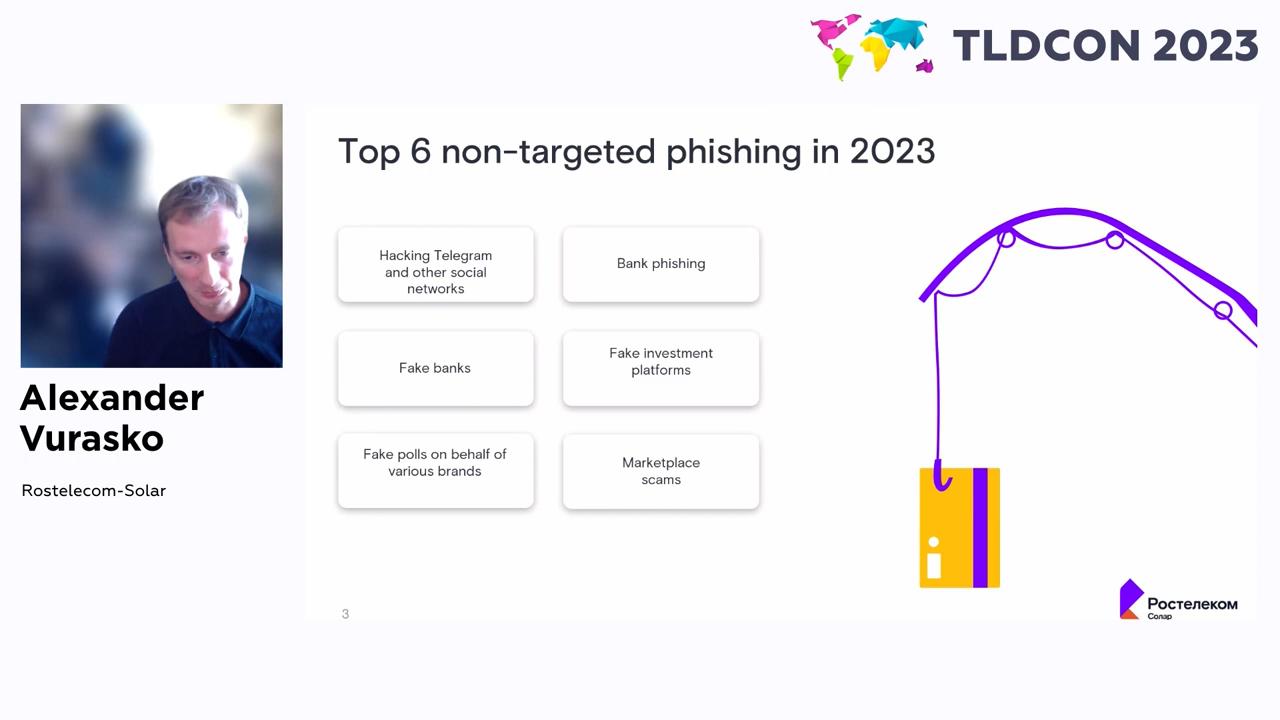 TLDCON 2023
Top 6 non-targeted phishing in 2023
Hacking Telegram
and other social
networks
Bank phishing
Fake banks
Fake investment
platforms
Fake polls on behalf of
various brands
Marketplace
scams
Alexander
Vurasko
Rostelecom-Solar
3
Ростелеком
Солар